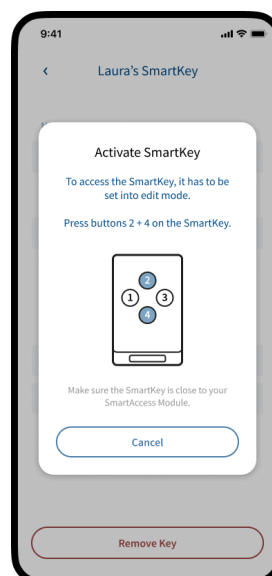 9:41
Laura's SmartKey
Activate SmartKey
To access the SmartKey, it has to be
set into edit mode.
Press buttons 2 + 4 on the SmartKey.
2
1 3
4
Make sure the SmartKey is close to your
SmartAccess Module.
Cancel
Remove Key